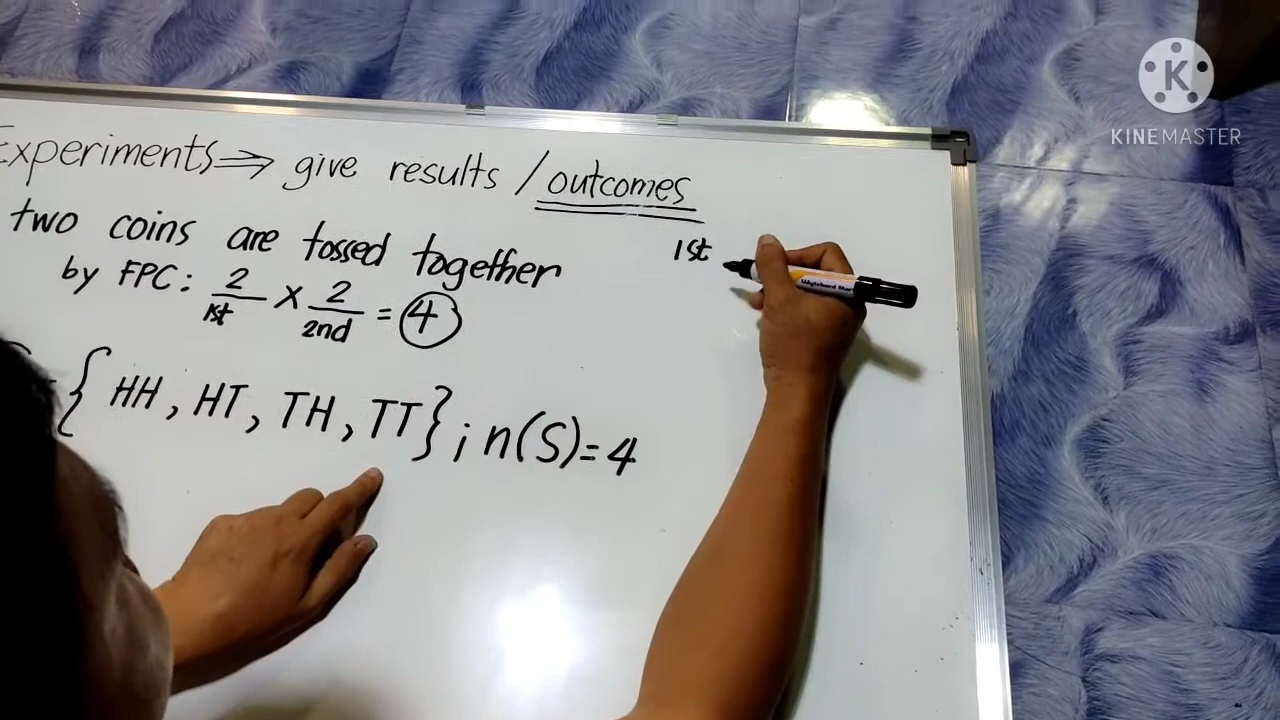 Experiments ⇒ give results / outcomes
two coins are tossed together
1st
by FPC: 2/1st × 2/2nd = 4
{ HH, HT, TH, TT} ; n(S)=4
K
KINEMASTER